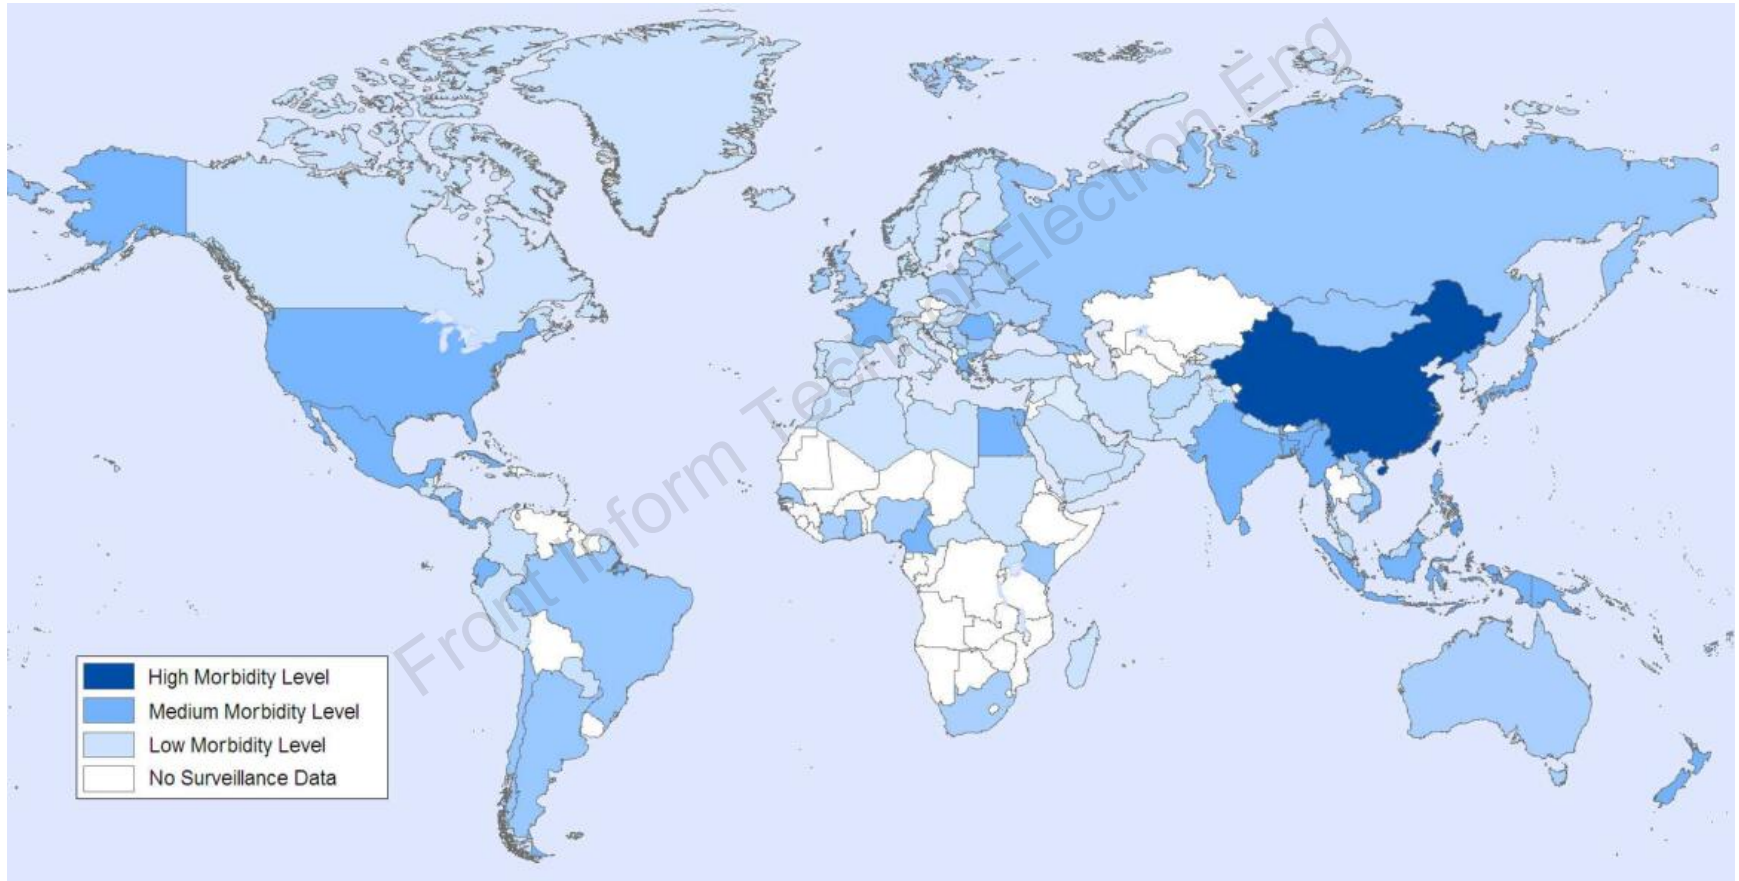 Front Inform Technol Electron Eng
High Morbidity Level
Medium Morbidity Level
Low Morbidity Level
No Surveillance Data